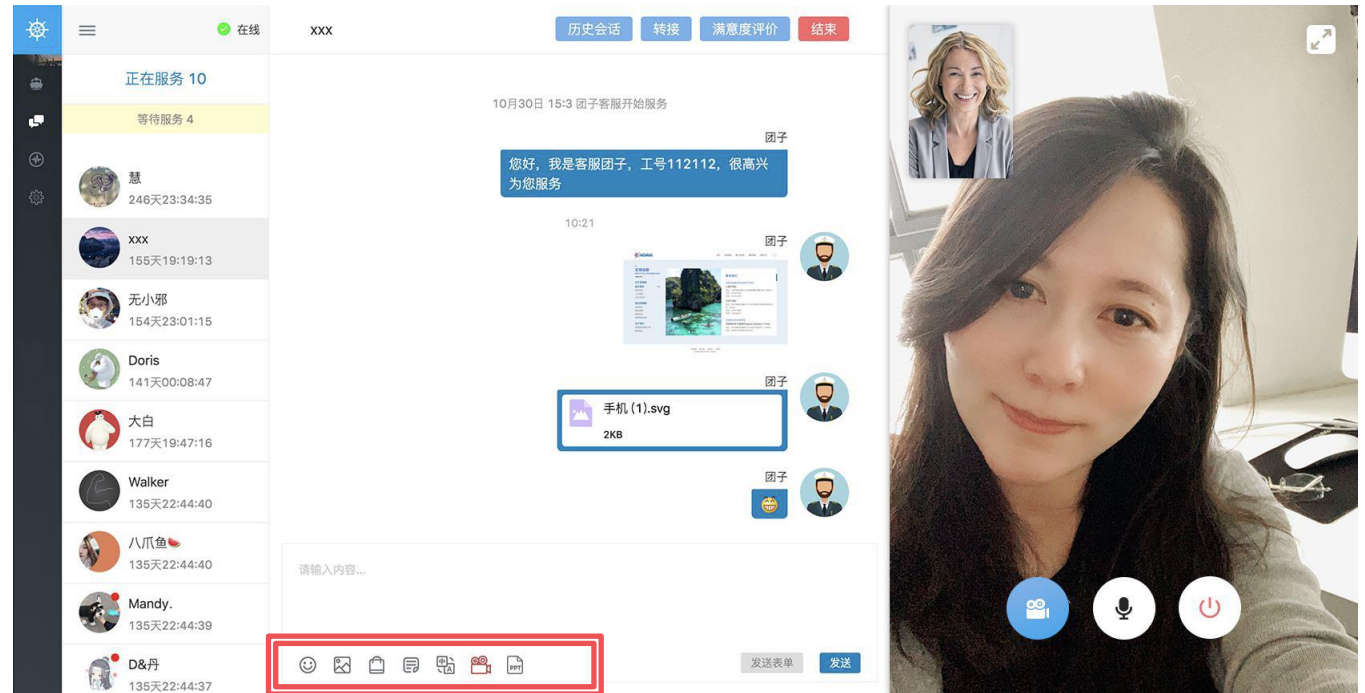 在线
正在服务 10
等待服务 4
慧
246天23:34:35
xxx
155天19:19:13
无小邪
154天23:01:15
Doris
141天00:08:47
大白
177天19:47:16
Walker
135天22:44:40
八爪鱼🍉
135天22:44:40
Mandy.
135天22:44:39
D&丹
135天22:44:37
xxx
历史会话 转接 满意度评价 结束
10月30日 15:3 团子客服开始服务
团子
您好，我是客服团子，工号112112，很高兴
为您服务
10:21
团子
团子
手机 (1).svg
2KB
团子
请输入内容...
中 A
PPT
发送表单 发送